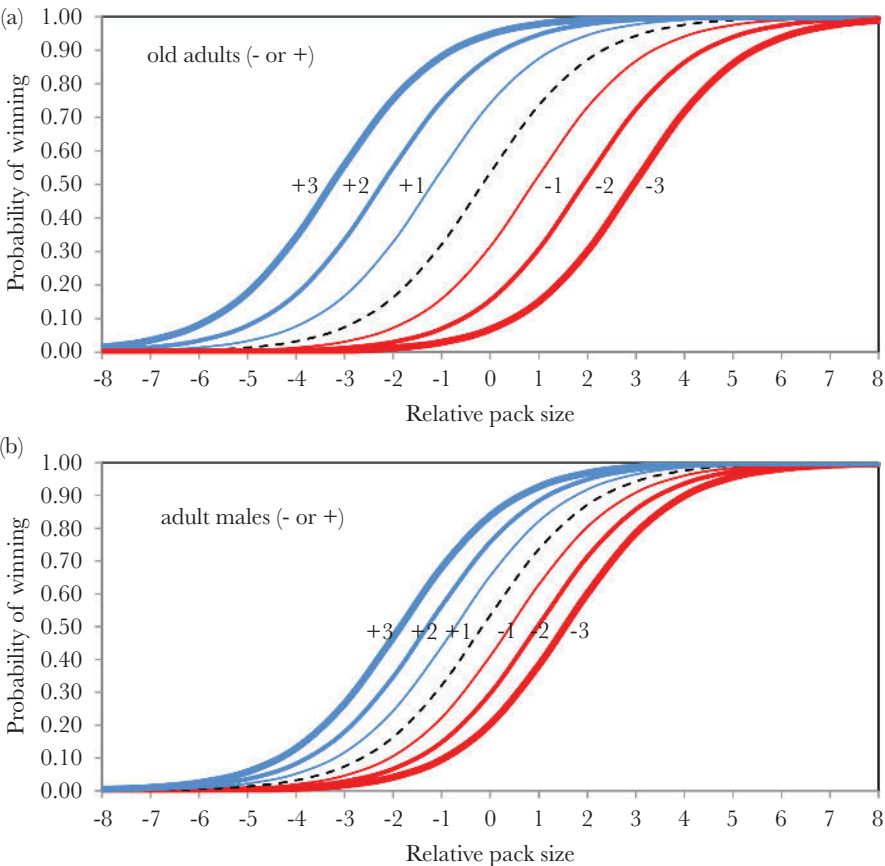 (a)
1.00
0.90
0.80
0.70
0.60
0.50
0.40
0.30
0.20
0.10
0.00
Probability of winning
old adults (- or +)
+3 +2 +1 -1 -2 -3
-8 -7 -6 -5 -4 -3 -2 -1 0 1 2 3 4 5 6 7 8
Relative pack size
(b)
1.00
0.90
0.80
0.70
0.60
0.50
0.40
0.30
0.20
0.10
0.00
Probability of winning
adult males (- or +)
+3 +2 +1 -1 -2 -3
-8 -7 -6 -5 -4 -3 -2 -1 0 1 2 3 4 5 6 7 8
Relative pack size